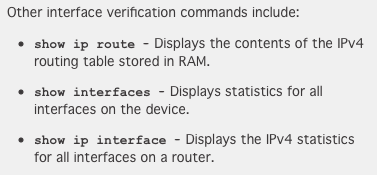 Other interface verification commands include:
• show ip route - Displays the contents of the IPv4
routing table stored in RAM.
• show interfaces - Displays statistics for all
interfaces on the device.
• show ip interface - Displays the IPv4 statistics
for all interfaces on a router.